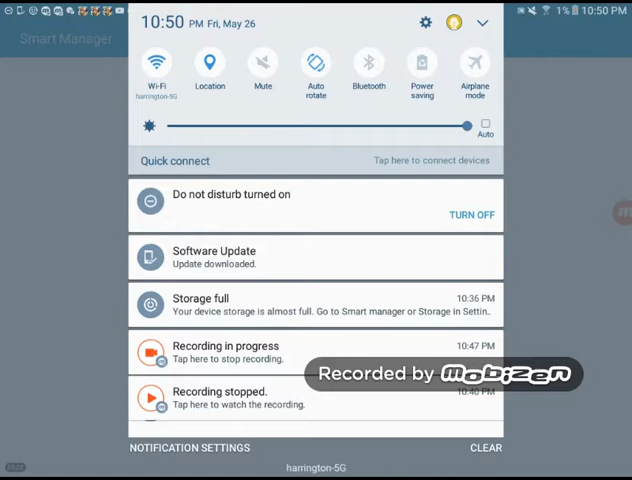 1% 10:50 PM
Smart Manager
10:50 PM Fri, May 26
Wi-Fi
harrington-5G
Location
Mute
Auto
rotate
Bluetooth
Power
saving
Airplane
mode
Auto
Quick connect
Tap here to connect devices
Do not disturb turned on
TURN OFF
Software Update
Update downloaded.
Storage full
10:36 PM
Your device storage is almost full. Go to Smart manager or Storage in Settin..
Recording in progress
10:47 PM
Tap here to stop recording.
Recorded by mobizen
Recording stopped.
10:40 PM
Tap here to watch the recording.
NOTIFICATION SETTINGS
CLEAR
harrington-5G